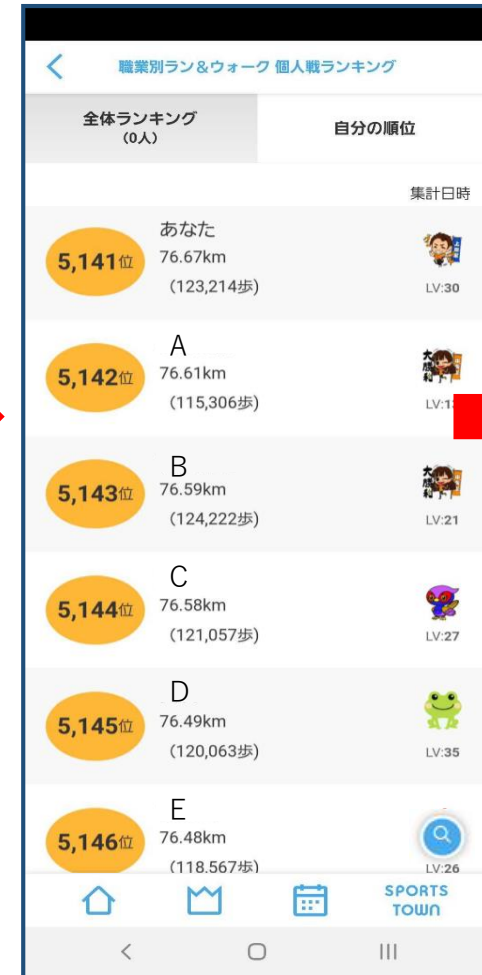 職業別ラン＆ウォーク 個人戦ランキング
全体ランキング
(0人)
自分の順位
集計日時
5,141位
あなた
76.67km
(123,214歩)
LV:30
5,142位
A
76.61km
(115,306歩)
5,143位
B
76.59km
(124,222歩)
LV:21
5,144位
C
76.58km
(121,057歩)
LV:27
5,145位
D
76.49km
(120,063歩)
LV:35
5,146位
E
76.48km
(118,567歩)
LV:26
SPORTS
TOWN